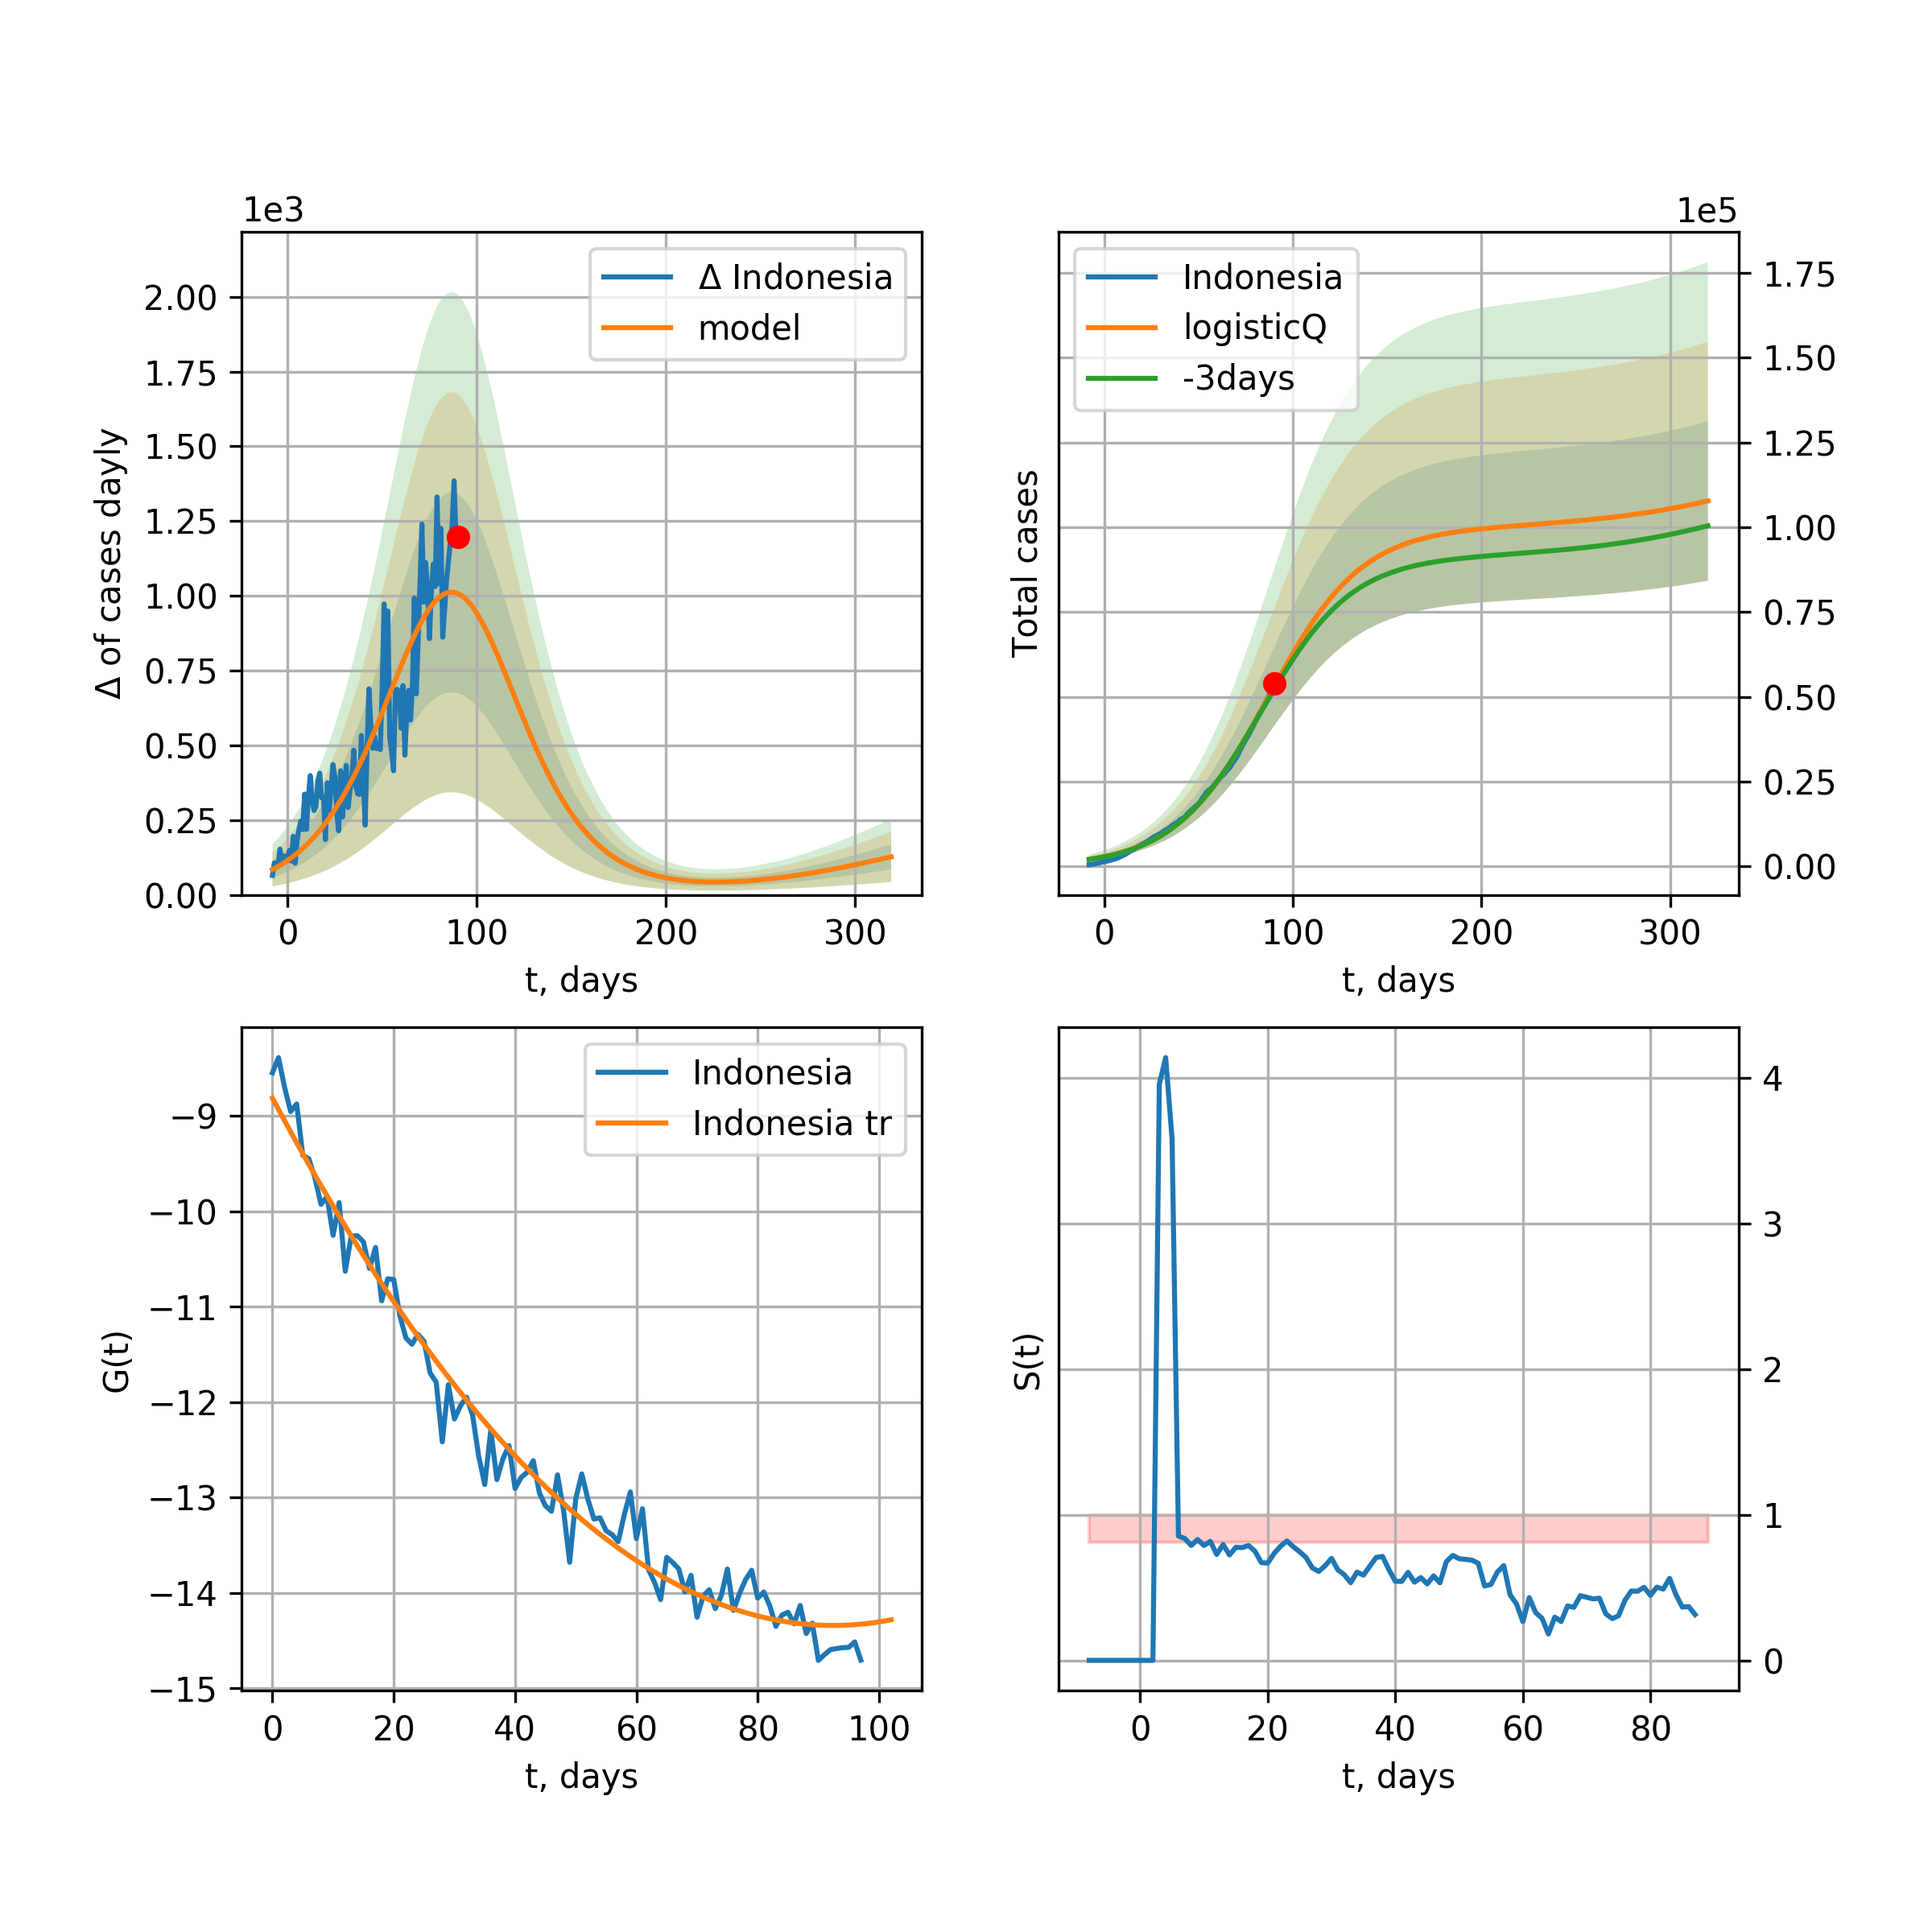 1e3
Δ Indonesia
model
2.00
1.75
1.50
1.25
1.00
0.75
0.50
0.25
0.00
Δ of cases dayly
0 100 200 300
t, days
1e5
Indonesia
logisticQ
-3days
1.75
1.50
1.25
1.00
0.75
0.50
0.25
0.00
Total cases
0 100 200 300
t, days
Indonesia
Indonesia tr
−9
−10
−11
−12
−13
−14
−15
G(t)
0 20 40 60 80 100
t, days
4
3
2
1
0
S(t)
0 20 40 60 80
t, days